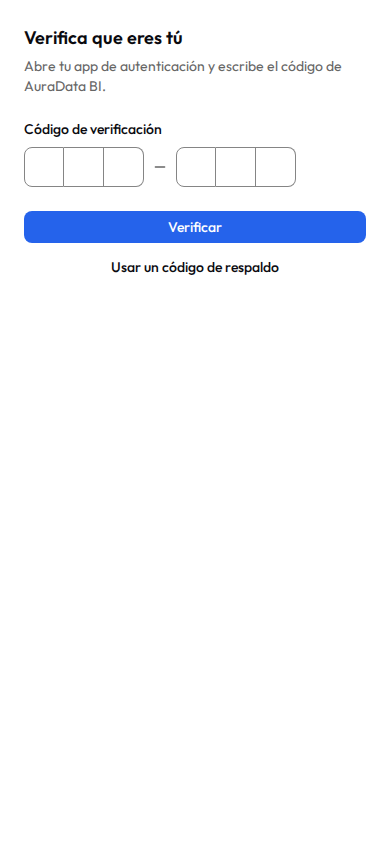 Verifica que eres tú
Abre tu app de autenticación y escribe el código de
AuraData BI.
Código de verificación
—
Verificar
Usar un código de respaldo